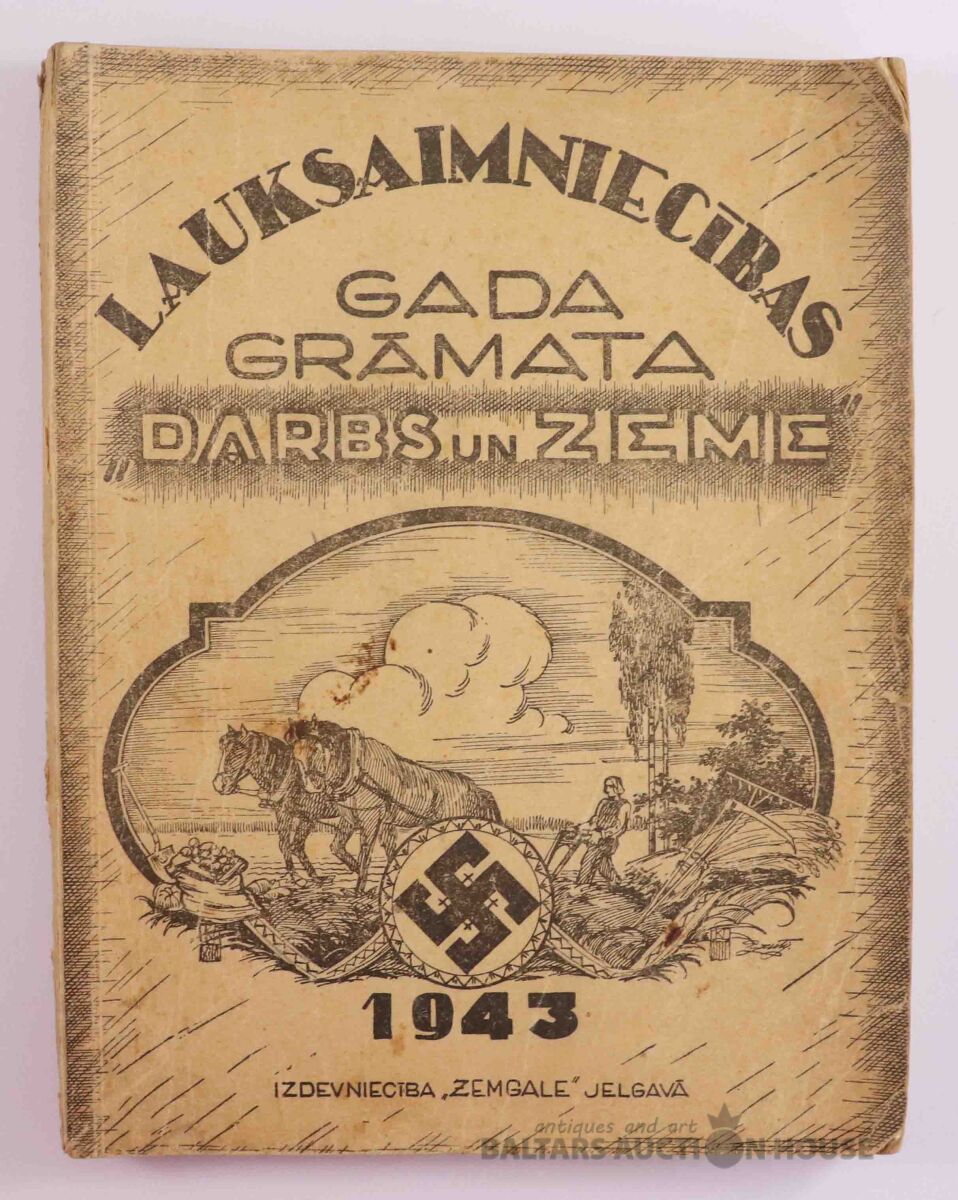 LAUKSAIMNIECĪBAS
GADA
GRĀMATA
„DARBS UN ZEME"
1943
IZDEVNIECĪBA „ZEMGALE" JELGAVĀ
antiques and art
BALTARS AUCTION HOUSE